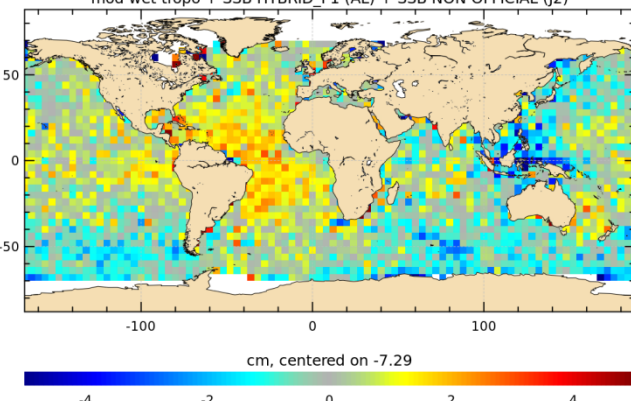 mod wet tropo + SSB HYBRID_P1 (AL) + SSB NON OFFICIAL (J2)
50
0
-50
-100 0 100
cm, centered on -7.29
-4 -2 0 2 4